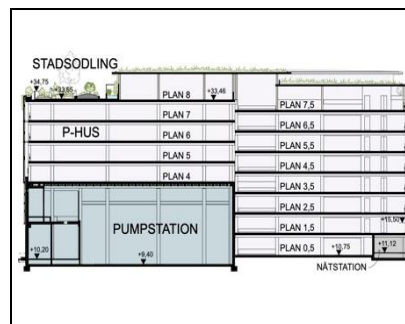 STADSODLING
+34,75
+33,65
PLAN 8
+33,46
PLAN 7,5
PLAN 7
PLAN 6,5
P-HUS
PLAN 6
PLAN 5,5
PLAN 5
PLAN 4,5
PLAN 4
PLAN 3,5
PLAN 2,5
PUMPSTATION
PLAN 1,5
+15,50
+10,20
+9,40
PLAN 0,5
+10,75
+11,12
NÄTSTATION